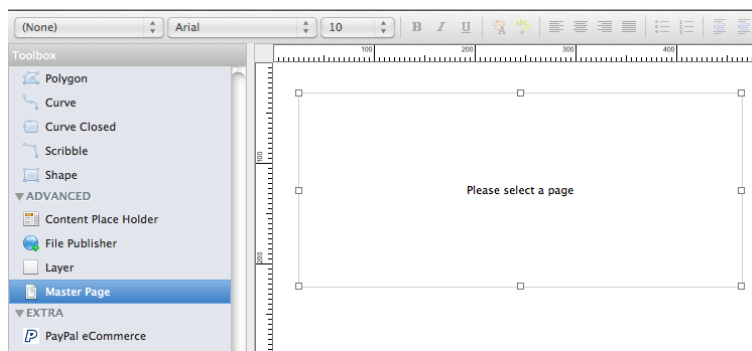 (None) Arial 10 B I U A abc
Toolbox
100 200 300 400
Polygon
Curve
Curve Closed
100
Scribble
Shape
Please select a page
ADVANCED
Content Place Holder
File Publisher
200
Layer
Master Page
EXTRA
PayPal eCommerce